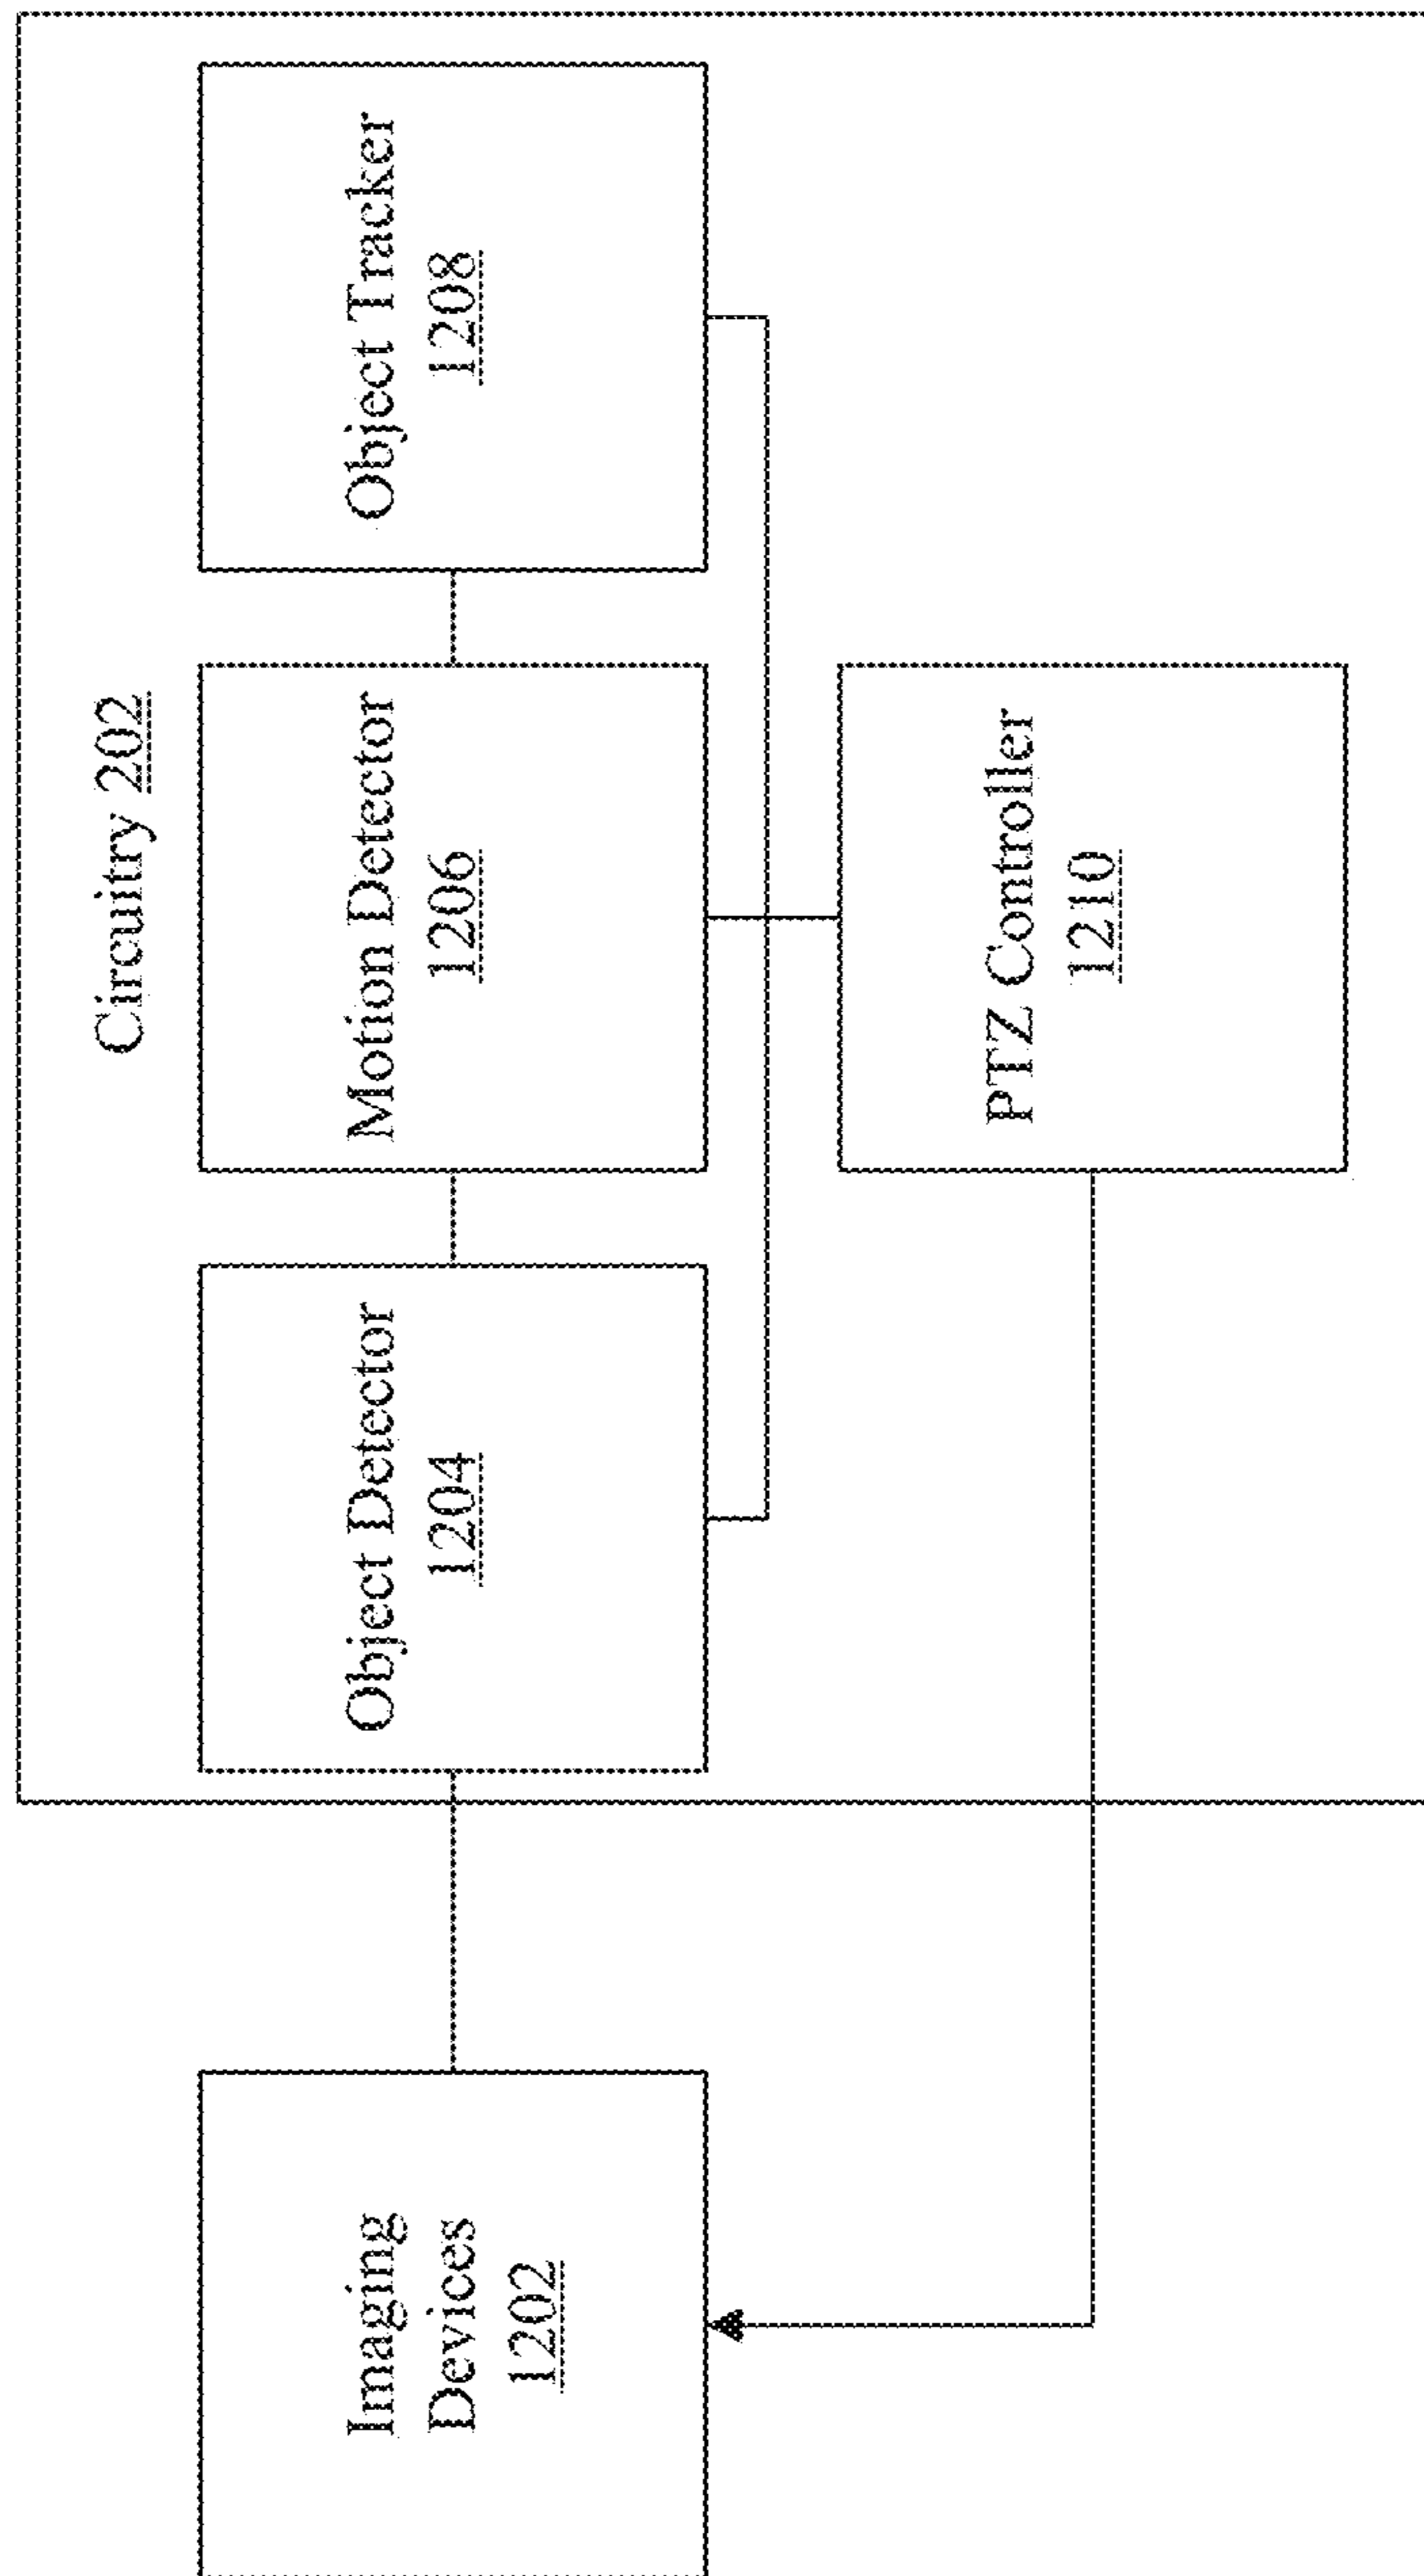 Circuitry 202
Imaging
Devices
1202
Object Detector
1204
Motion Detector
1206
Object Tracker
1208
PTZ Controller
1210